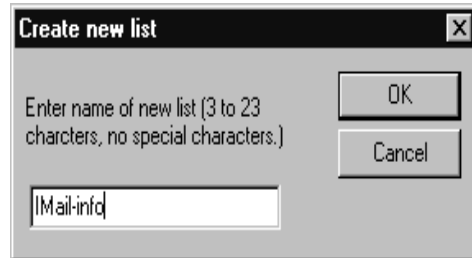 Create new list
Enter name of new list (3 to 23
charcters, no special characters.)
OK
Cancel
IMail-info